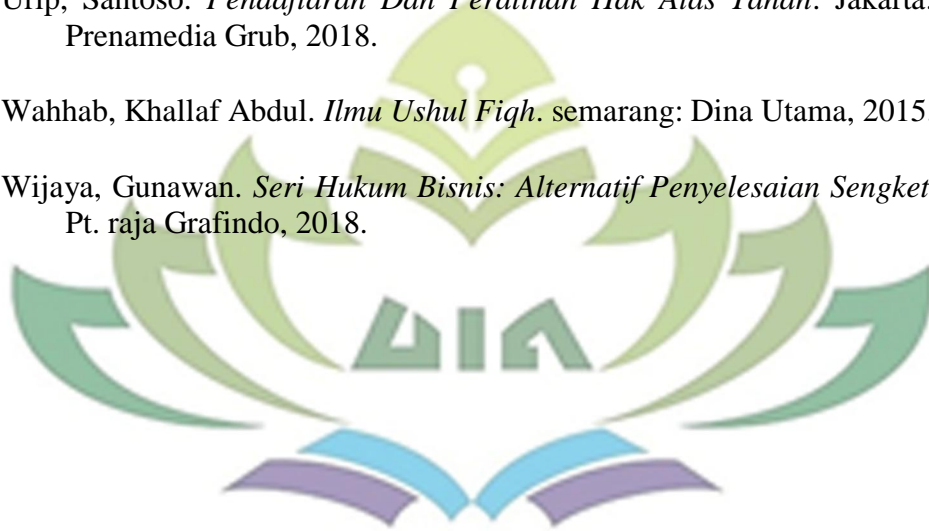 Urip, Santoso. Pendaftaran Dan Peralihan Hak Atas Tanah. Jakarta:
Prenamedia Grub, 2018.
Wahhab, Khallaf Abdul. Ilmu Ushul Fiqh. semarang: Dina Utama, 2015.
Wijaya, Gunawan. Seri Hukum Bisnis: Alternatif Penyelesaian Sengket
Pt. raja Grafindo, 2018.
UIN